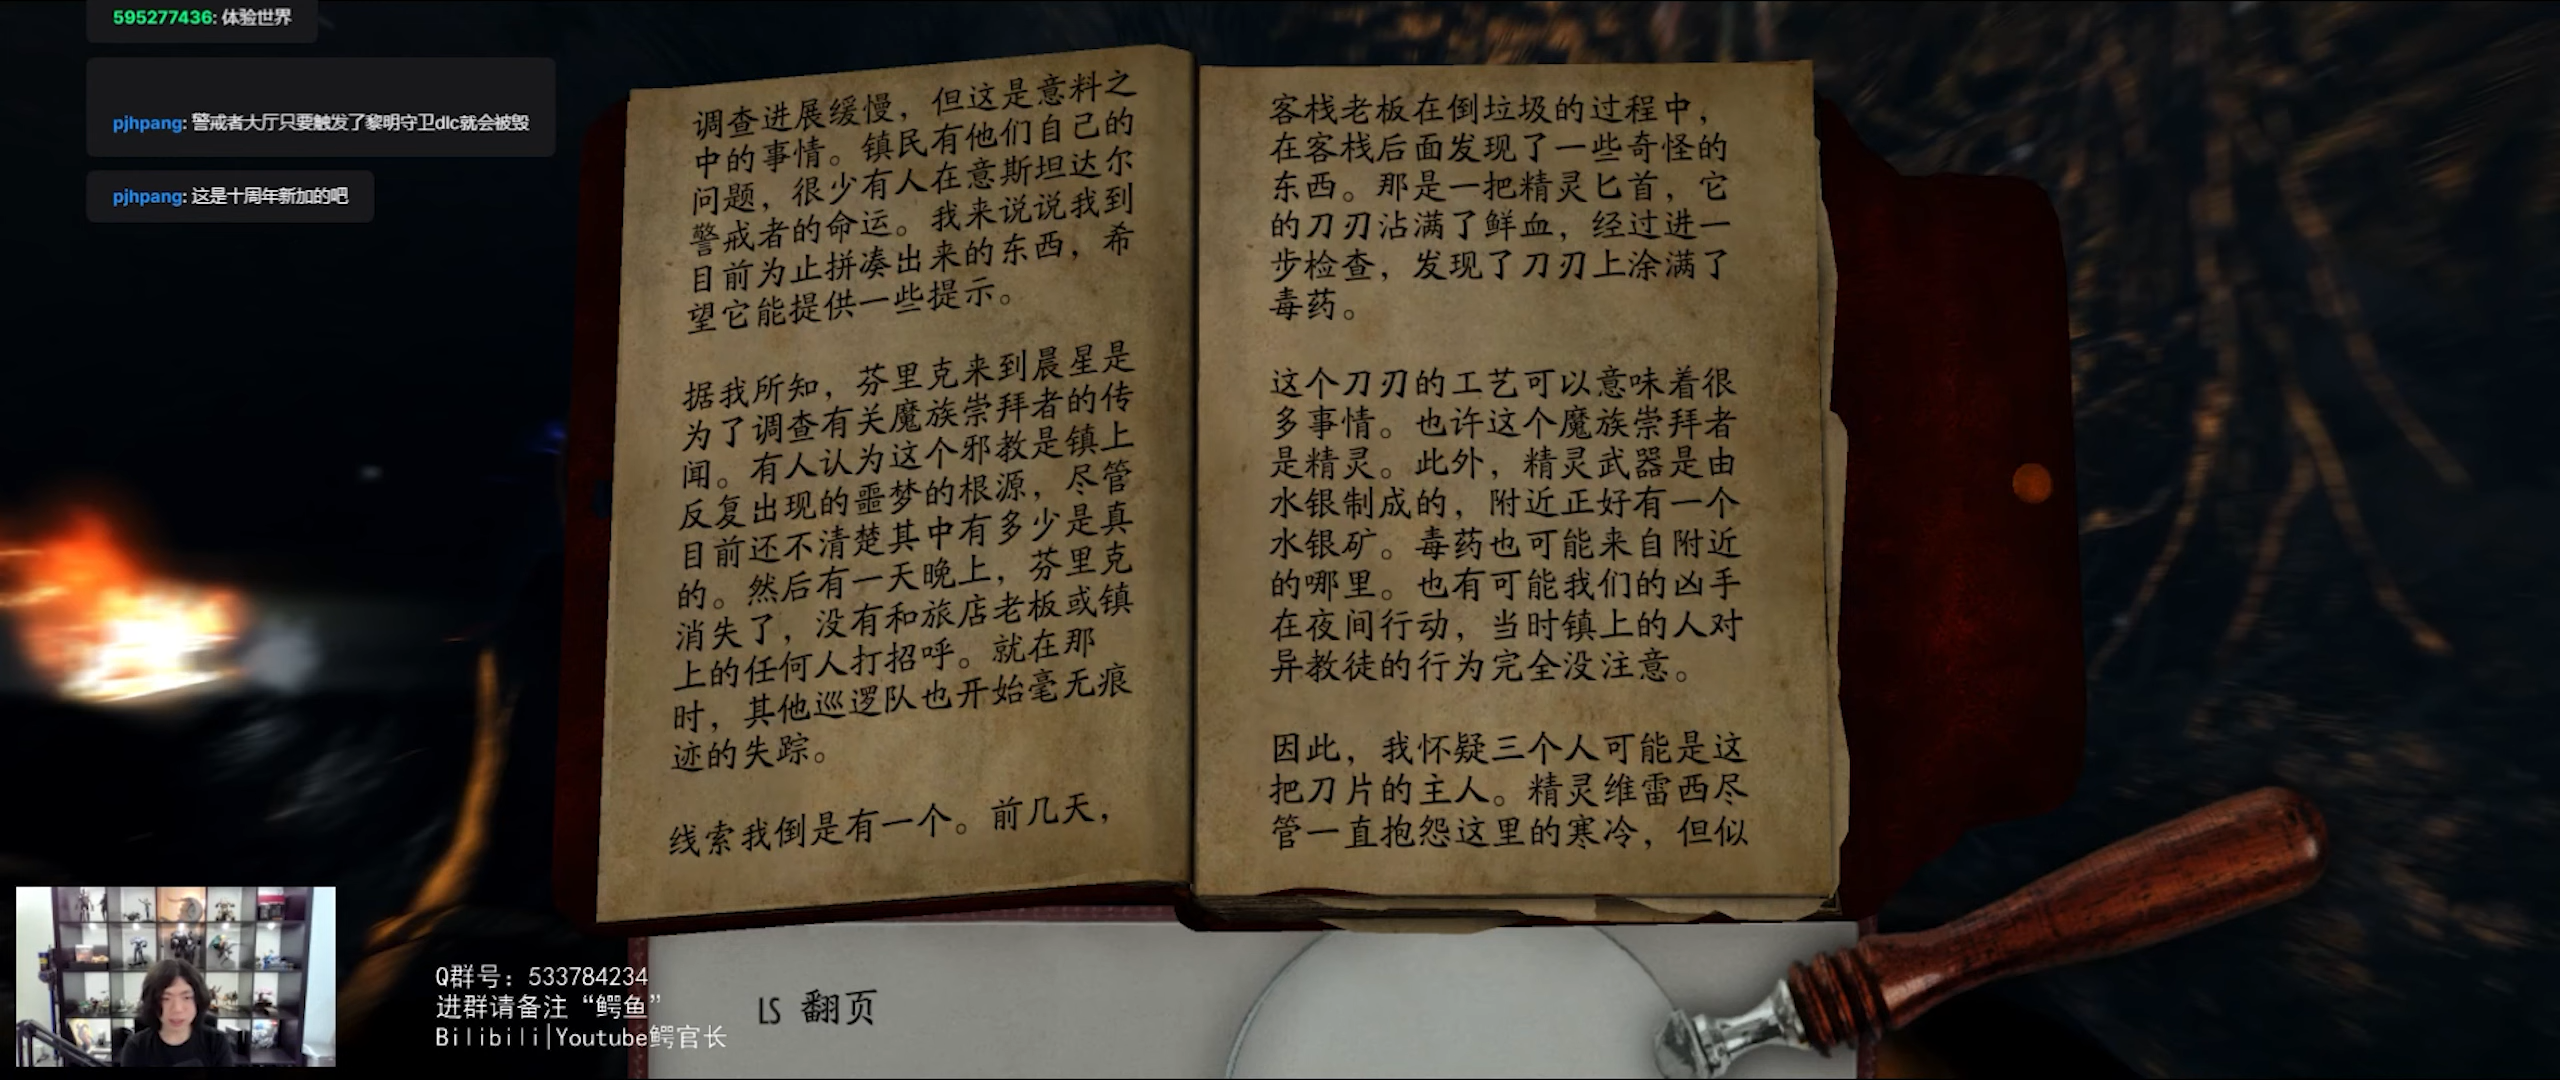 595277436: 体验世界
pjhpang: 警戒者大厅只要触发了黎明守卫dlc就会被毁
pjhpang: 这是十周年新加的吧
调查进展缓慢，但这是意料之
中的事情。镇民有他们自己的
问题，很少有人在意斯坦达尔
警戒者的命运。我来说说我到
目前为止拼凑出来的东西，希
望它能提供一些提示。
据我所知，芬里克来到晨星是
为了调查有关魔族崇拜者的传
闻。有人认为这个邪教是镇上
反复出现的噩梦的根源，尽管
目前还不清楚其中有多少是真
的。然后有一天晚上，芬里克
消失了，没有和旅店老板或镇
上的任何人打招呼。就在那
时，其他巡逻队也开始毫无痕
迹的失踪。
线索我倒是有一个。前几天，
客栈老板在倒垃圾的过程中，
在客栈后面发现了一些奇怪的
东西。那是一把精灵匕首，它
的刀刃沾满了鲜血，经过进一
步检查，发现了刀刃上涂满了
毒药。
这个刀刃的工艺可以意味着很
多事情。也许这个魔族崇拜者
是精灵。此外，精灵武器是由
水银制成的，附近正好有一个
水银矿。毒药也可能来自附近
的哪里。也有可能我们的凶手
在夜间行动，当时镇上的人对
异教徒的行为完全没注意。
因此，我怀疑三个人可能是这
把刀片的主人。精灵维雷西尽
管一直抱怨这里的寒冷，但似
Q群号：533784234
进群请备注“鳄鱼”
Bilibili|Youtube鳄官长
LS 翻页